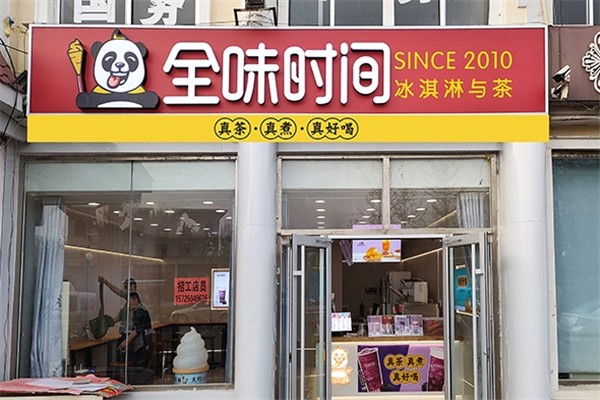 全味时间
SINCE 2010
冰淇淋与茶
真茶·真煮·真好喝
招工店员
真茶 真煮
真好喝